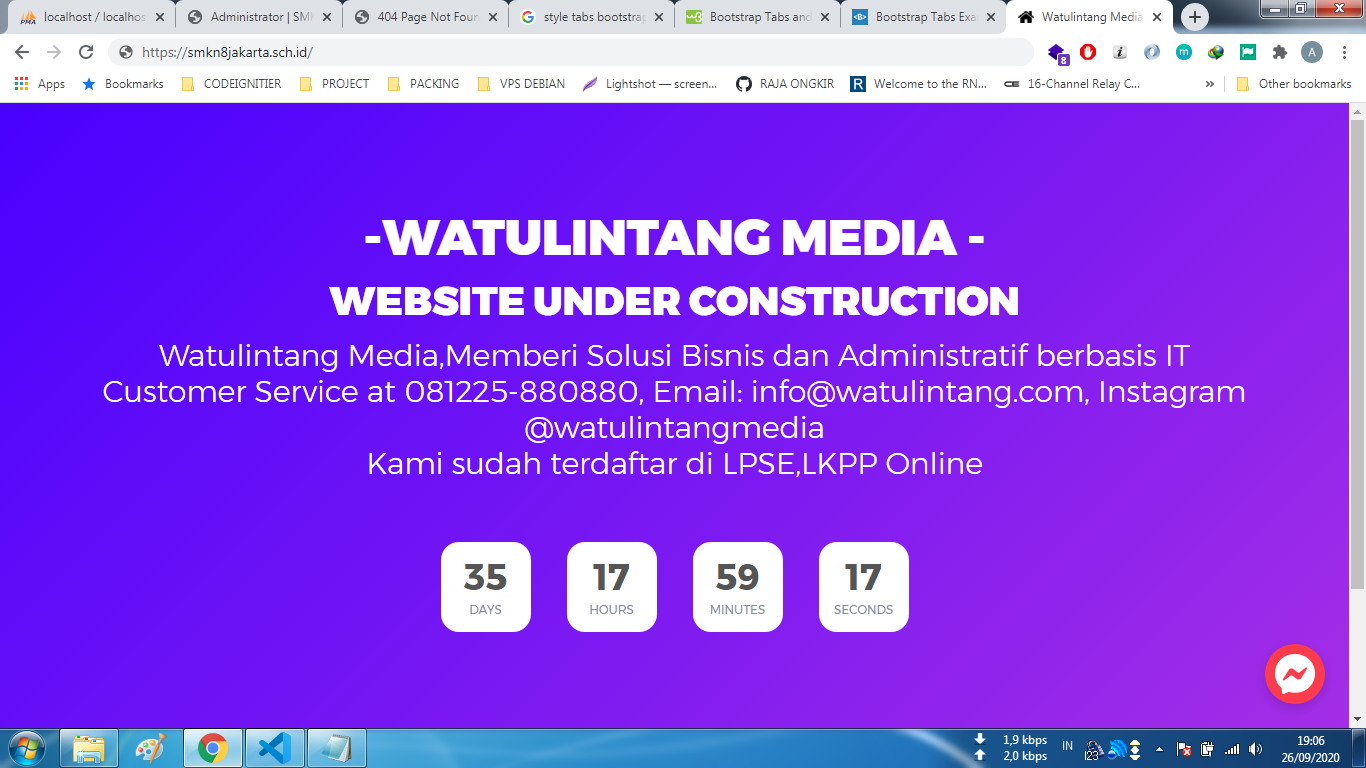 localhost / localhos
Administrator | SMK
404 Page Not Foun
style tabs bootstrap
Bootstrap Tabs and
Bootstrap Tabs Exa
Watulintang Media
https://smkn8jakarta.sch.id/
8
A
Apps
Bookmarks
CODEIGNITIER
PROJECT
PACKING
VPS DEBIAN
Lightshot — screen...
RAJA ONGKIR
Welcome to the RN...
16-Channel Relay C...
Other bookmarks
-WATULINTANG MEDIA -
WEBSITE UNDER CONSTRUCTION
Watulintang Media,Memberi Solusi Bisnis dan Administratif berbasis IT
Customer Service at 081225-880880, Email: info@watulintang.com, Instagram
@watulintangmedia
Kami sudah terdaftar di LPSE,LKPP Online
35 17 59 17
DAYS HOURS MINUTES SECONDS
1,9 kbps
2,0 kbps
IN
123
19:06
26/09/2020